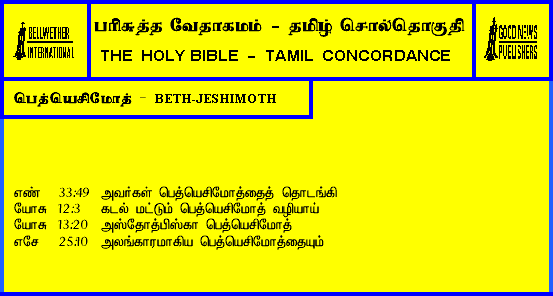 BELLWETHER
INTERNATIONAL
பரிசுத்த வேதாகமம் - தமிழ் சொல்தொகுதி
THE HOLY BIBLE - TAMIL CONCORDANCE
GOOD NEWS
PUBLISHERS
பெத்யெசிமோத் - BETH-JESHIMOTH
எண் 33:49 அவர்கள் பெத்யெசிமோத்தைத் தொடங்கி
யோசு 12:3 கடல் மட்டும் பெத்யெசிமோத் வழியாய்
யோசு 13:20 அஸ்தோத்பிஸ்கா பெத்யெசிமோத்
எசே 25:10 அலங்காரமாகிய பெத்யெசிமோத்தையும்